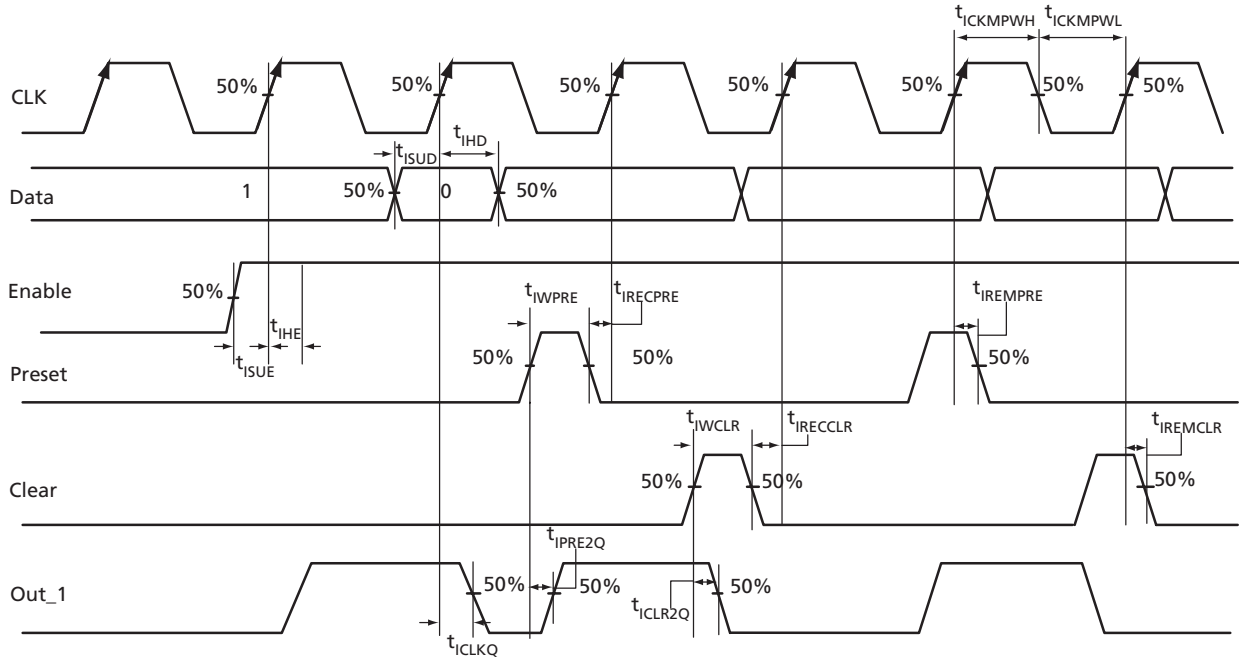 tICKMPWH tICKMPWL
CLK 50% 50% 50% 50% 50% 50% 50%
tISUD tIHD
Data 1 50% 0 50%
Enable 50%
tIHE
tISUE
tIWPRE tIRECPRE tIREMPRE
Preset 50% 50% 50%
tIWCLR tIRECCLR tIREMCLR
Clear 50% 50% 50%
tIPRE2Q
Out_1 50% 50% 50%
tICLR2Q
tICLKQ